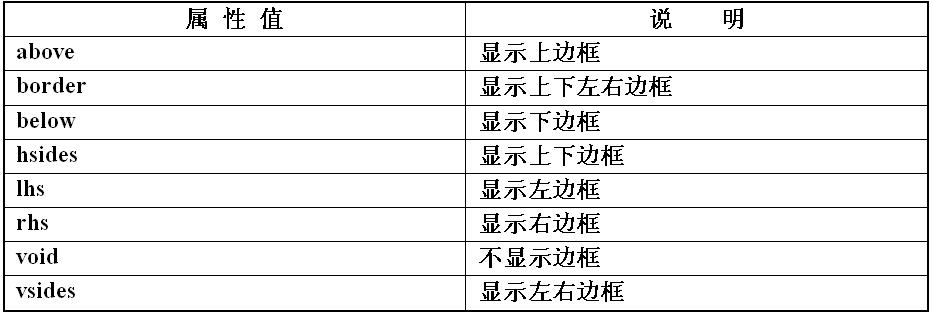 属 性 值 说 明
above 显示上边框
border 显示上下左右边框
below 显示下边框
hsides 显示上下边框
lhs 显示左边框
rhs 显示右边框
void 不显示边框
vsides 显示左右边框